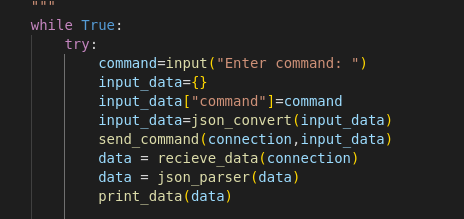 """
while True:
try:
command=input("Enter command: ")
input_data={}
input_data["command"]=command
input_data=json_convert(input_data)
send_command(connection,input_data)
data = recieve_data(connection)
data = json_parser(data)
print_data(data)